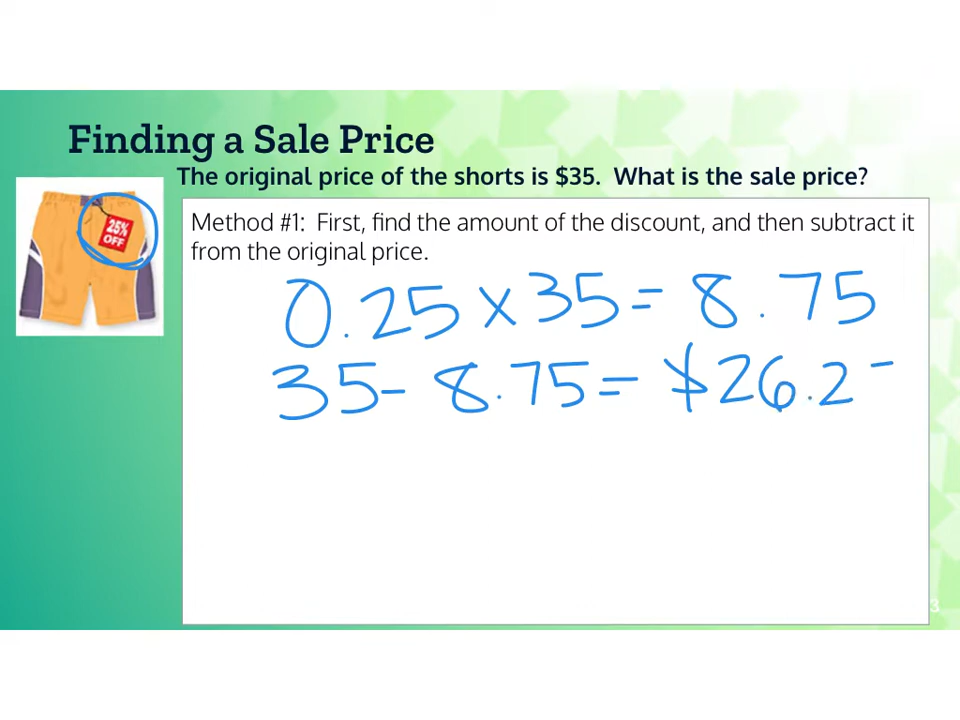 Finding a Sale Price
The original price of the shorts is $35. What is the sale price?
25%
OFF
Method #1: First, find the amount of the discount, and then subtract it
from the original price.
0.25 x 35 = 8.75
35 - 8.75 = $26.2
3